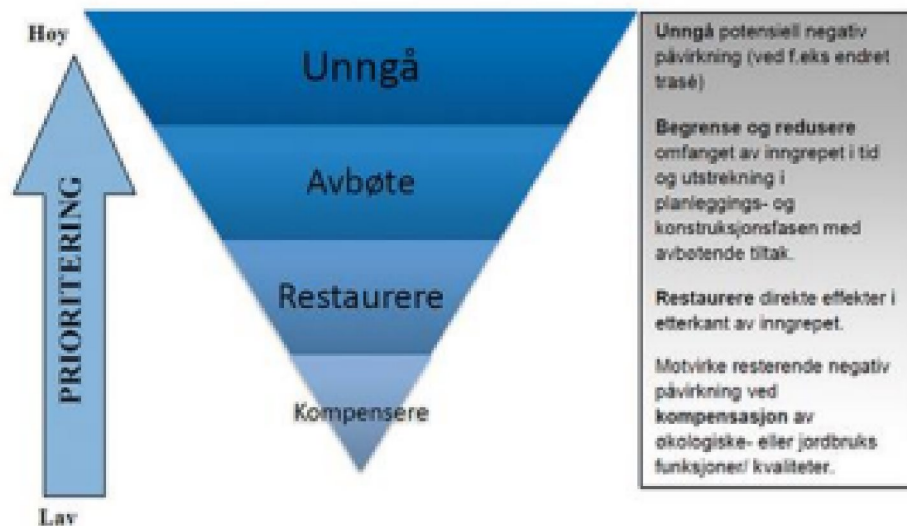 Hoy
PRIORITERING
Lav
Unngå
Avbøte
Restaurere
Kompensere
Unngå potensiell negativ
påvirkning (ved f.eks endret
trasé)
Begrense og redusere
omfanget av inngrepet i tid
og utstrekning i
planleggings- og
konstruksjonsfasen med
avbøtende tiltak.
Restaurere direkte effekter i
etterkant av inngrepet.
Motvirke resterende negativ
påvirkning ved
kompensasjon av
økologiske- eller jordbruks
funksjoner/ kvaliteter.